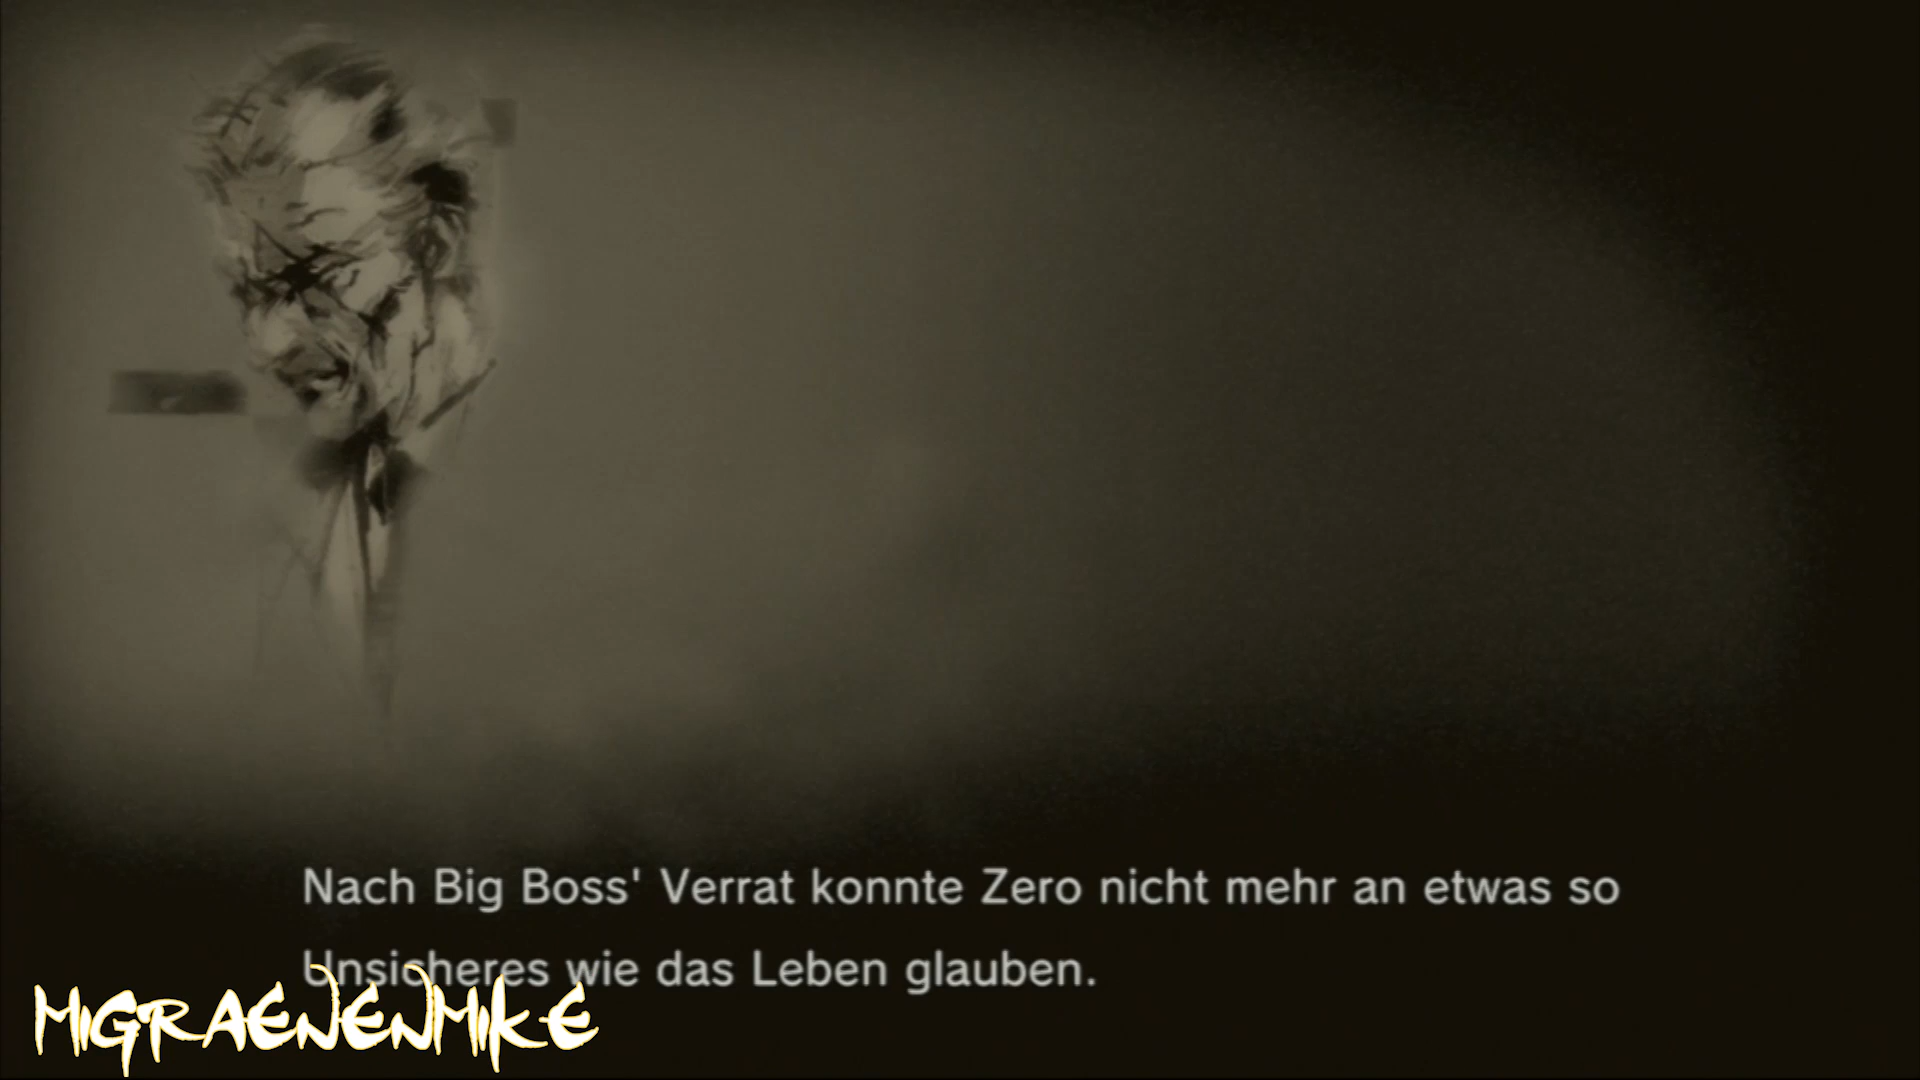 Nach Big Boss' Verrat konnte Zero nicht mehr an etwas so
Unsicheres wie das Leben glauben.
MIGRAENENMIKE